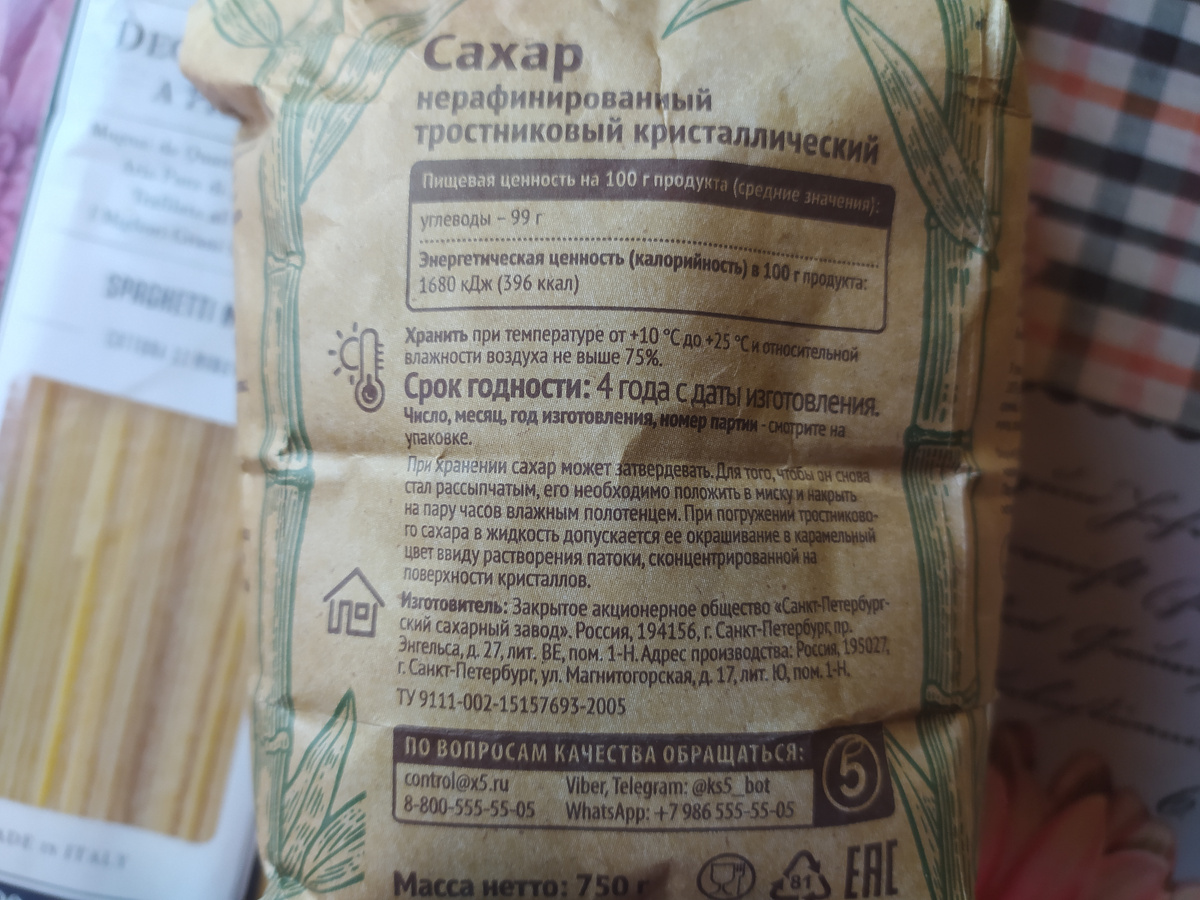 Сахар
нерафинированный
тростниковый кристаллический
Пищевая ценность на 100 г продукта (средние значения):
углеводы – 99 г
Энергетическая ценность (калорийность) в 100 г продукта:
1680 кДж (396 ккал)
Хранить при температуре от +10 °С до +25 °С и относительной
влажности воздуха не выше 75%.
Срок годности: 4 года с даты изготовления.
Число, месяц, год изготовления, номер партии - смотрите на
упаковке.
При хранении сахар может затвердевать. Для того, чтобы он снова
стал рассыпчатым, его необходимо положить в миску и накрыть
на пару часов влажным полотенцем. При погружении тростниково-
го сахара в жидкость допускается ее окрашивание в карамельный
цвет ввиду растворения патоки, сконцентрированной на
поверхности кристаллов.
Изготовитель: Закрытое акционерное общество «Санкт-Петербург-
ский сахарный завод». Россия, 194156, г. Санкт-Петербург, пр.
Энгельса, д. 27, лит. ВЕ, пом. 1-Н. Адрес производства: Россия, 195027,
г. Санкт-Петербург, ул. Магнитогорская, д. 17, лит. Ю, пом. 1-Н.
ТУ 9111-002-15157693-2005
ПО ВОПРОСАМ КАЧЕСТВА ОБРАЩАТЬСЯ:
control@x5.ru Viber, Telegram: @ks5_bot
8-800-555-55-05 WhatsApp: +7 986 555-55-05
5
Масса нетто: 750 г
81
EAC
SPAGHETTI
MADE IN ITALY